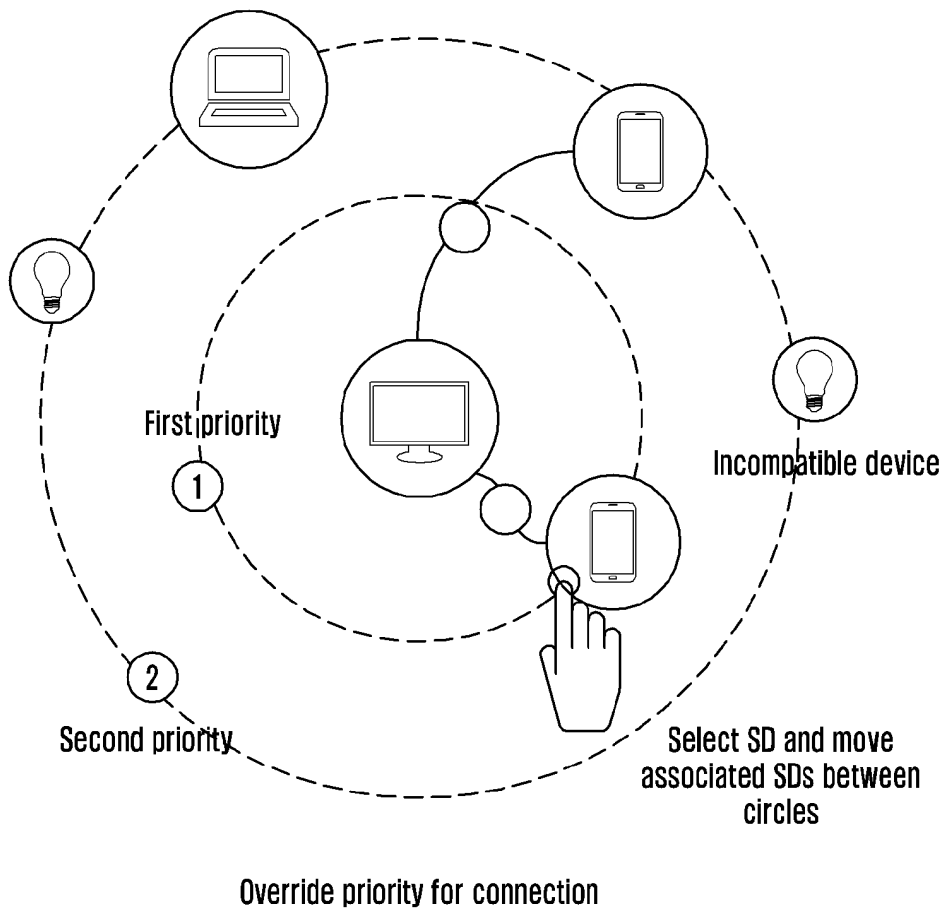 First priority
1
Incompatible device
2
Second priority
Select SD and move
associated SDs between
circles
Override priority for connection